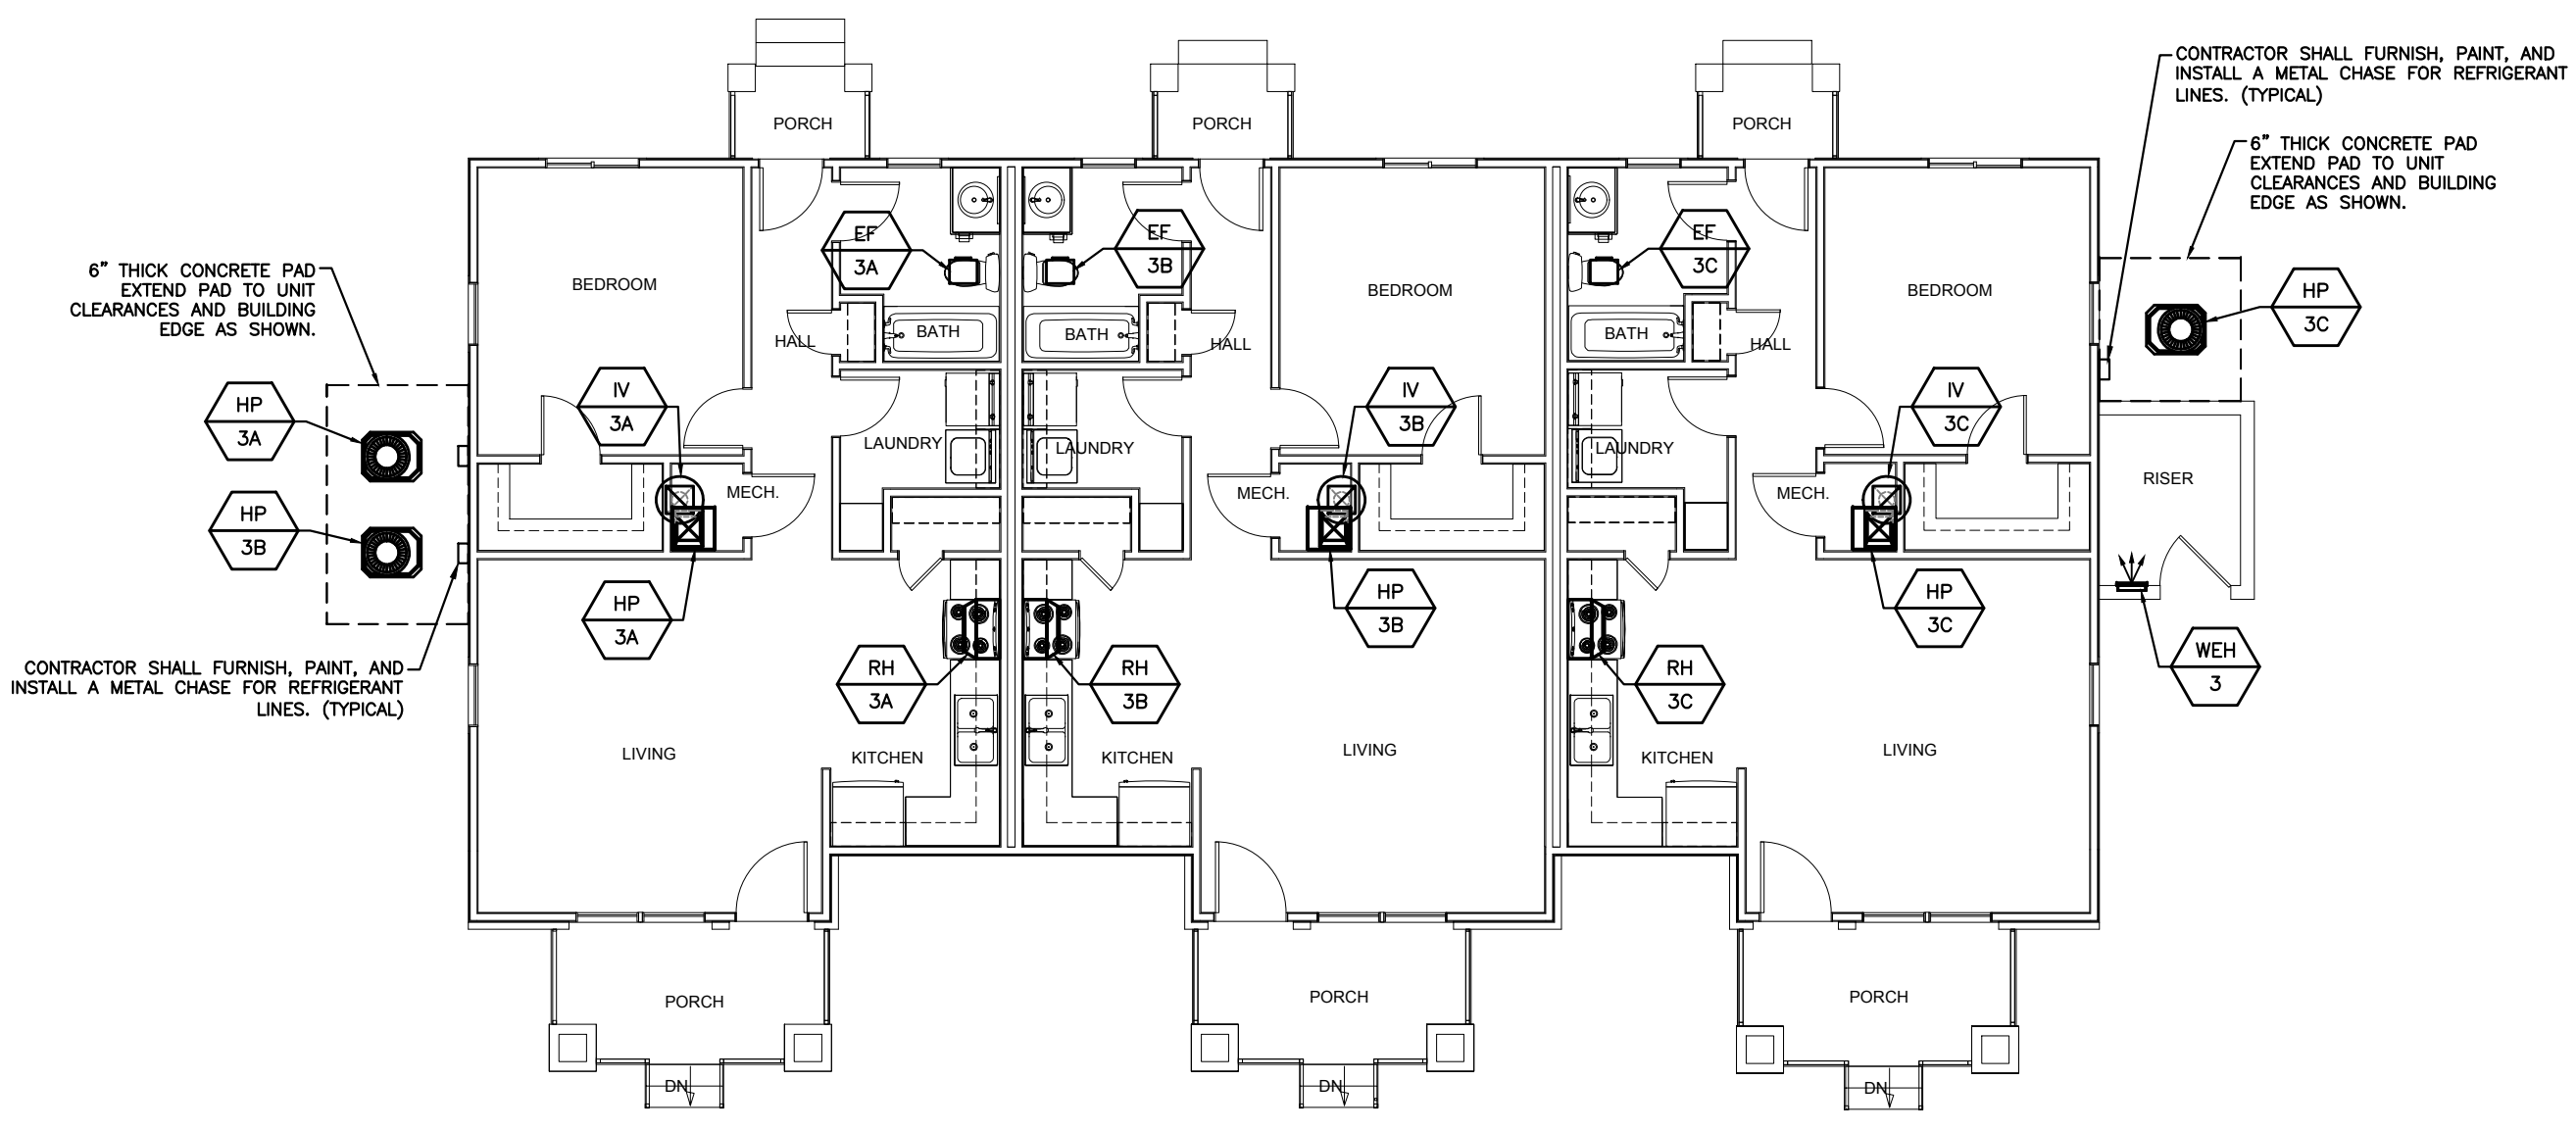 CONTRACTOR SHALL FURNISH, PAINT, AND
INSTALL A METAL CHASE FOR REFRIGERANT
LINES. (TYPICAL)
PORCH
PORCH
PORCH
6" THICK CONCRETE PAD
EXTEND PAD TO UNIT
CLEARANCES AND BUILDING
EDGE AS SHOWN.
EF
3A
EF
3B
EF
3C
6" THICK CONCRETE PAD
EXTEND PAD TO UNIT
CLEARANCES AND BUILDING
EDGE AS SHOWN.
BEDROOM
BEDROOM
BEDROOM
HP
3C
HALL
BATH
BATH
HALL
BATH
HALL
HP
3A
IV
3A
IV
3B
IV
3C
LAUNDRY
LAUNDRY
LAUNDRY
MECH.
MECH.
MECH.
RISER
HP
3B
HP
3A
HP
3B
HP
3C
CONTRACTOR SHALL FURNISH, PAINT, AND
INSTALL A METAL CHASE FOR REFRIGERANT
LINES. (TYPICAL)
RH
3A
RH
3B
RH
3C
WEH
3
LIVING
KITCHEN
KITCHEN
LIVING
KITCHEN
LIVING
PORCH
PORCH
PORCH
DN
DN
DN